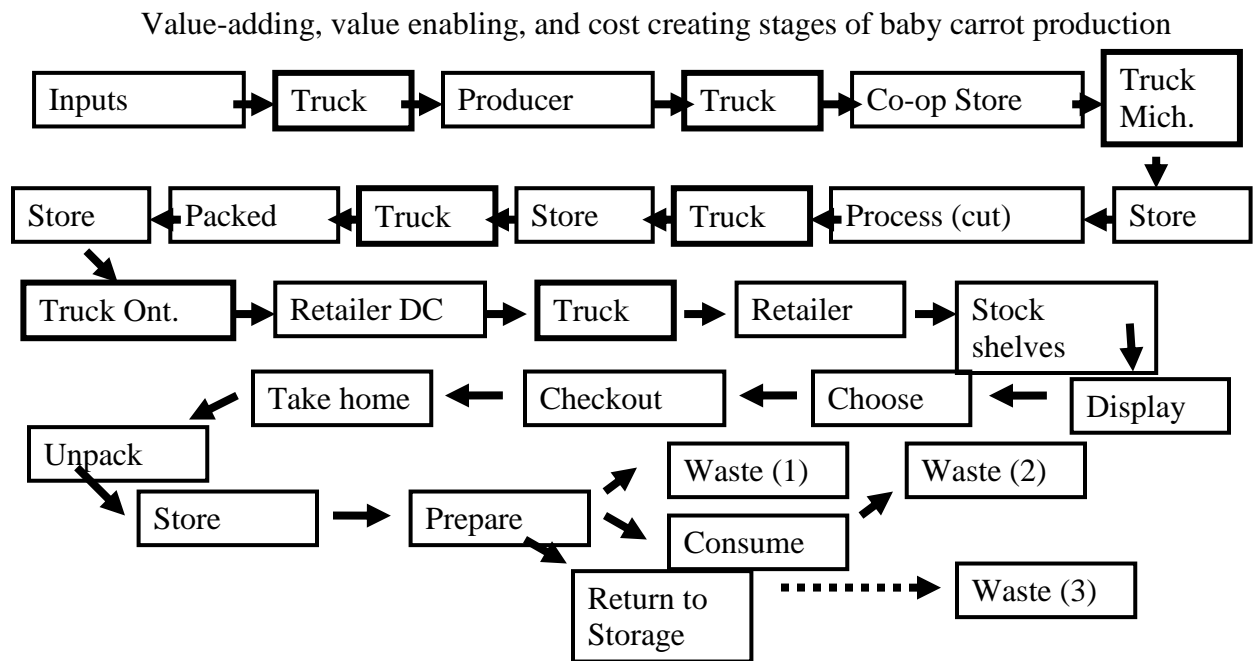 Value-adding, value enabling, and cost creating stages of baby carrot production
Inputs
Truck
Producer
Truck
Co-op Store
Truck
Mich.
Store
Packed
Truck
Store
Truck
Process (cut)
Store
Truck Ont.
Retailer DC
Truck
Retailer
Stock
shelves
Take home
Checkout
Choose
Display
Unpack
Waste (1)
Waste (2)
Store
Prepare
Consume
Return to
Storage
Waste (3)